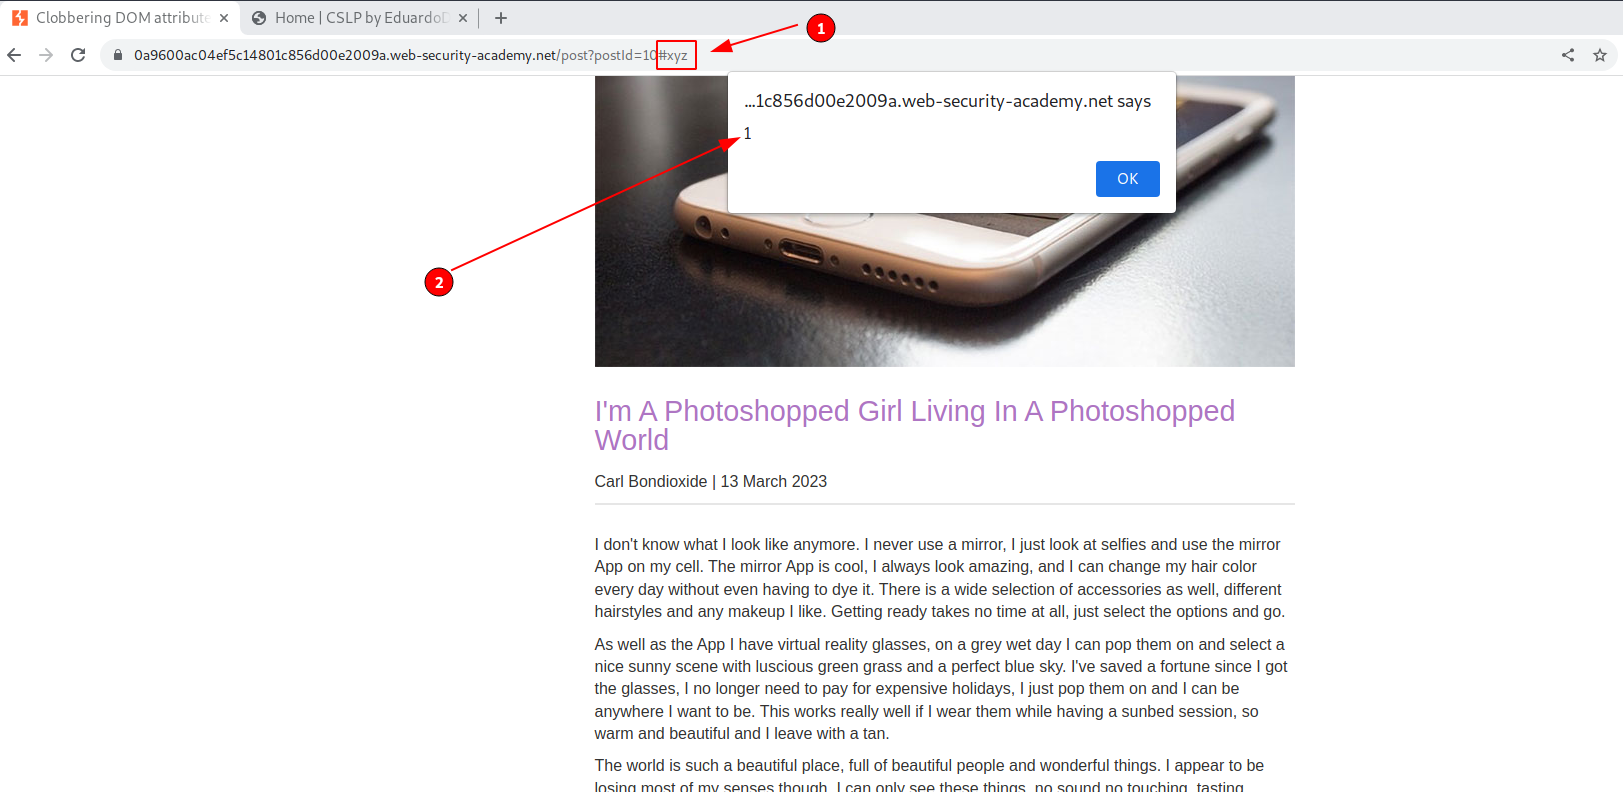 Clobbering DOM attribute
Home | CSLP by EduardoD
1
0a9600ac04ef5c14801c856d00e2009a.web-security-academy.net/post?postId=10#xyz
...1c856d00e2009a.web-security-academy.net says
1
OK
2
I'm A Photoshopped Girl Living In A Photoshopped
World
Carl Bondioxide | 13 March 2023
I don't know what I look like anymore. I never use a mirror, I just look at selfies and use the mirror
App on my cell. The mirror App is cool, I always look amazing, and I can change my hair color
every day without even having to dye it. There is a wide selection of accessories as well, different
hairstyles and any makeup I like. Getting ready takes no time at all, just select the options and go.
As well as the App I have virtual reality glasses, on a grey wet day I can pop them on and select a
nice sunny scene with luscious green grass and a perfect blue sky. I've saved a fortune since I got
the glasses, I no longer need to pay for expensive holidays, I just pop them on and I can be
anywhere I want to be. This works really well if I wear them while having a sunbed session, so
warm and beautiful and I leave with a tan.
The world is such a beautiful place, full of beautiful people and wonderful things. I appear to be
losing most of my senses though. I can only see these things, no sound no touching, tasting